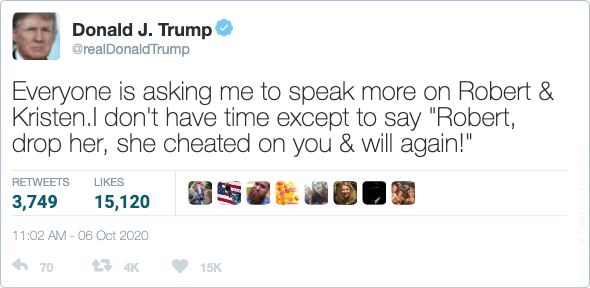 Donald J. Trump
@realDonaldTrump
Everyone is asking me to speak more on Robert &
Kristen.I don't have time except to say "Robert,
drop her, she cheated on you & will again!"
RETWEETS LIKES
3,749 15,120
11:02 AM - 06 Oct 2020
70 4K 15K